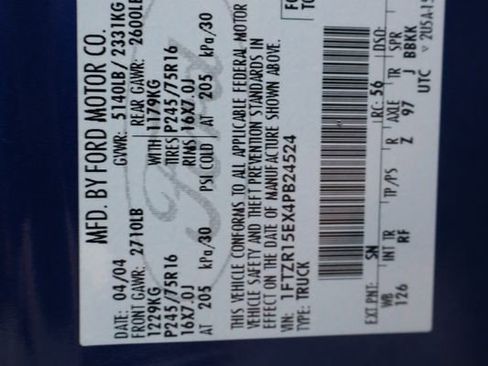 MFD. BY FORD MOTOR CO.
DATE: 04/04 GVWR: 5140LB/ 2331KG
FRONT GAWR: 2710LB REAR GAWR: 2600LB
1229KG WITH 1179KG
P245/75R16 TIRES P245/75R16
16X7.0J RIMS 16X7.0J
AT 205 kPa/30 PSI COLD AT 205 kPa/30
THIS VEHICLE CONFORMS TO ALL APPLICABLE FEDERAL MOTOR
VEHICLE SAFETY AND THEFT PREVENTION STANDARDS IN
EFFECT ON THE DATE OF MANUFACTURE SHOWN ABOVE.
VIN: 1FTZR15EX4PB24524
TYPE: TRUCK
EXT PNT: SN RC: 56 DSO:
WB INT TR TP/PS R AXLE TR SPR
126 RF Z 97 J BBKK
UTC
Ford